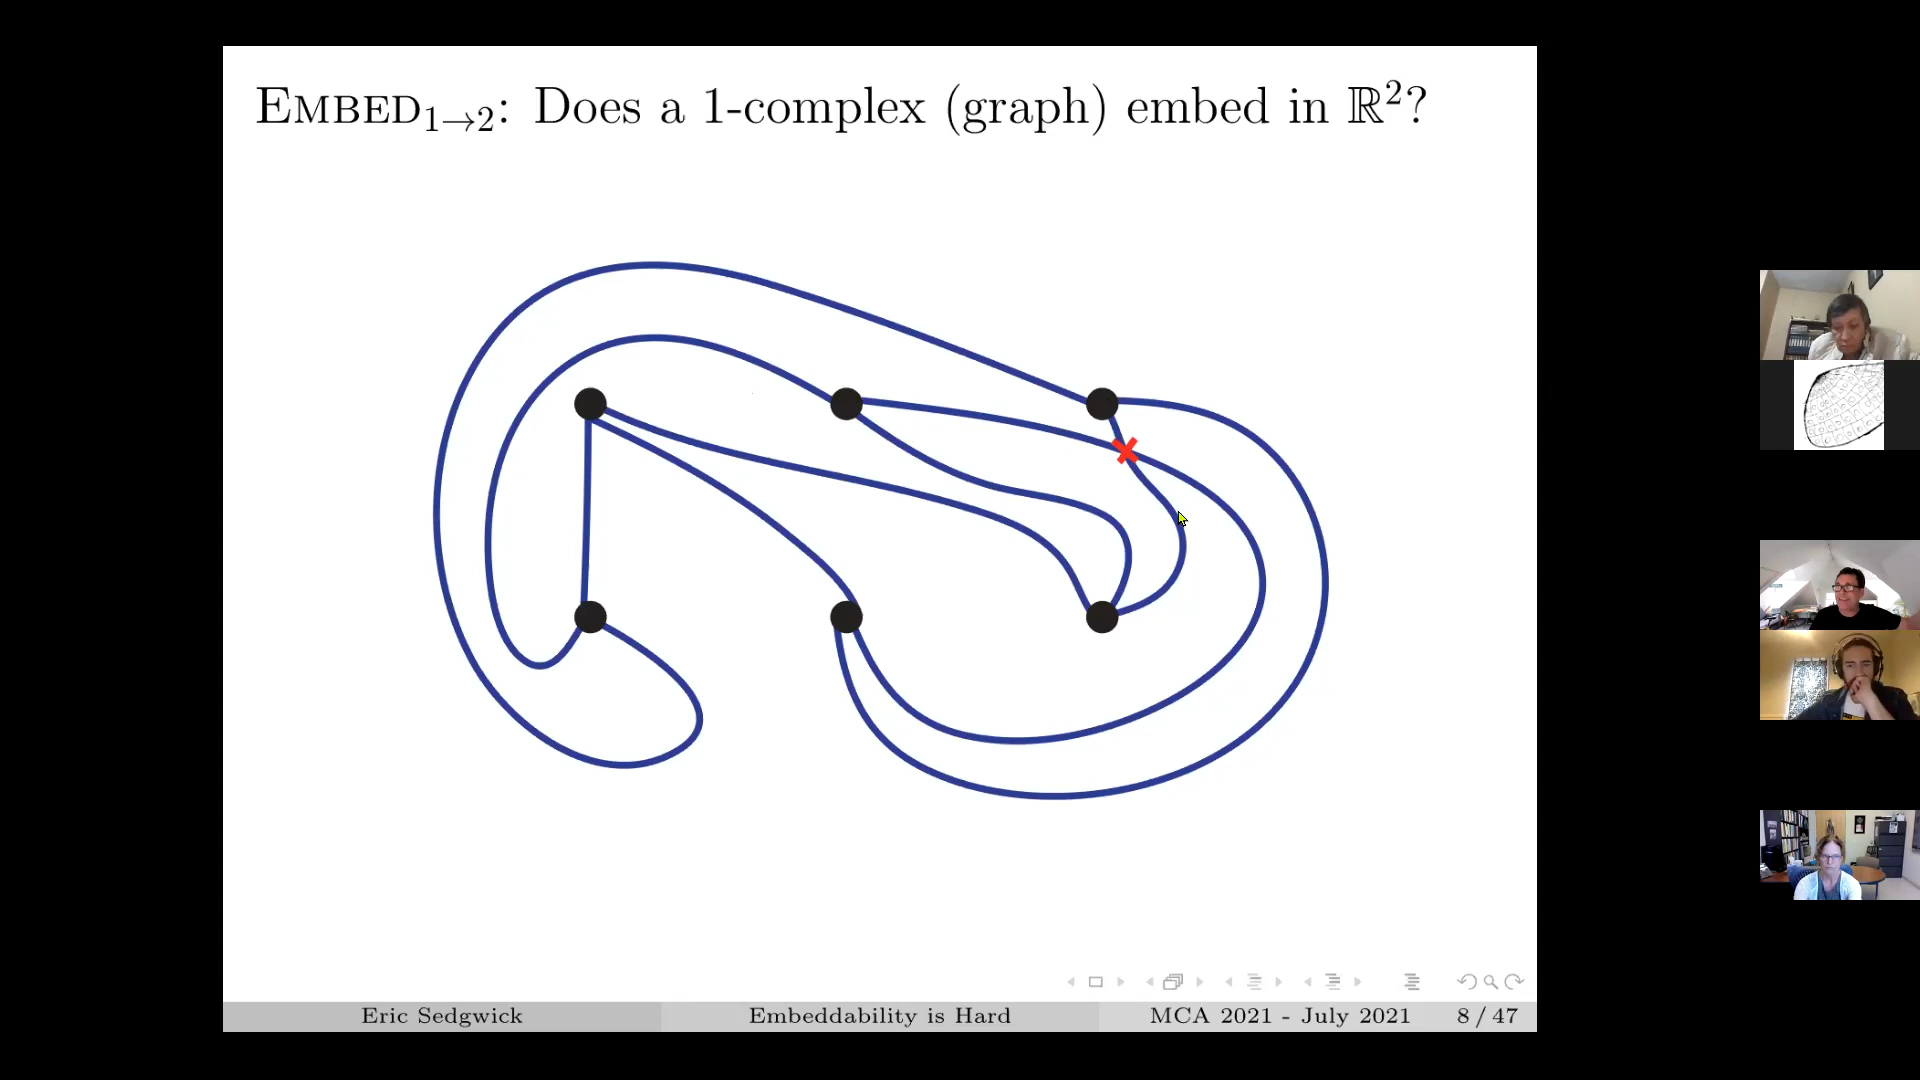 EMBED₁→₂: Does a 1-complex (graph) embed in ℝ²?
Eric Sedgwick Embeddability is Hard MCA 2021 - July 2021 8 / 47